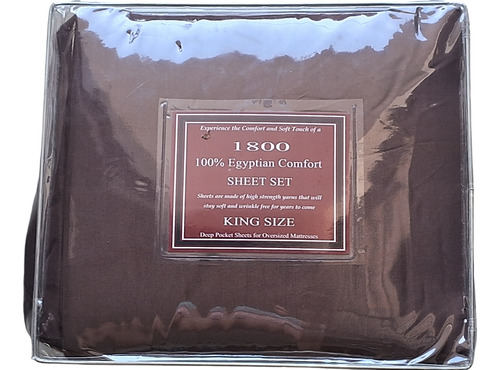 Experience the Comfort and Soft Touch of a
1800
100% Egyptian Comfort
SHEET SET
Sheets are made of high strength yarns that will
stay soft and wrinkle free for years to come
KING SIZE
Deep Pocket Sheets for Oversized Mattresses